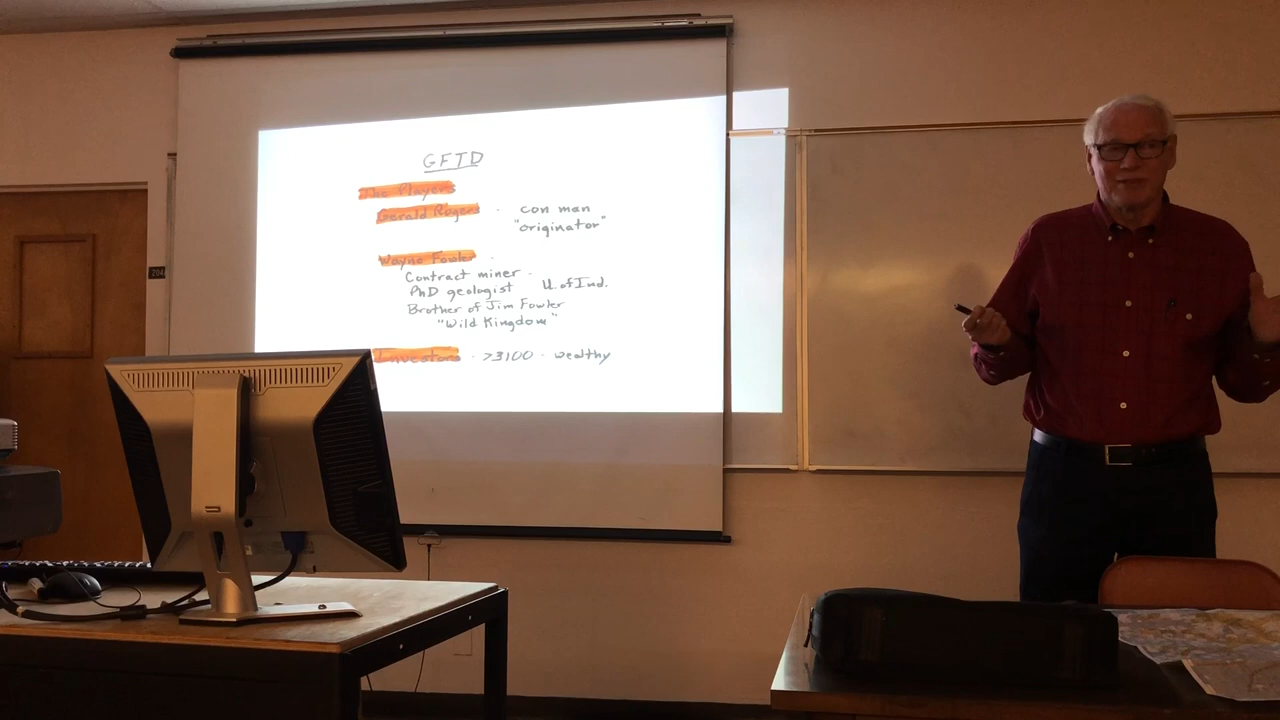 GFTD
The Players
Gerald Rogers - con man
"originator"
Wayne Fowler -
Contract miner -
PhD geologist U. of Ind.
Brother of Jim Fowler
"Wild Kingdom"
Investors - >3100 - wealthy